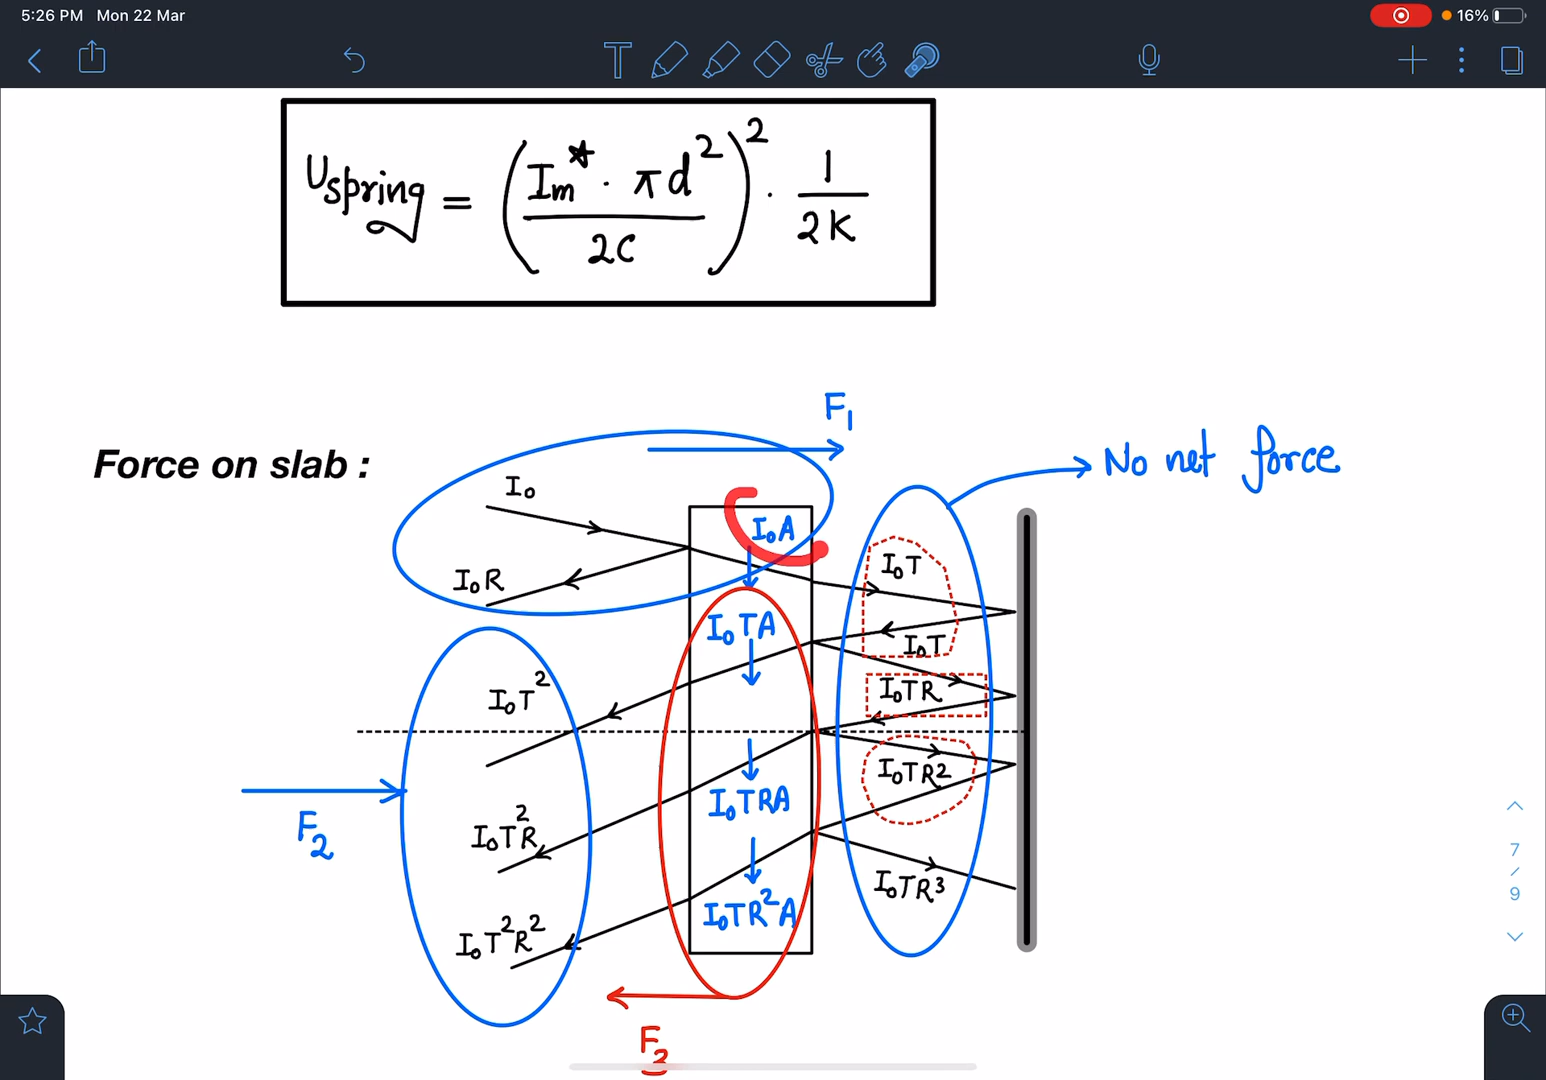 5:26 PM Mon 22 Mar
16%
Uspring = (Im* · πd² / 2C)² · 1 / 2K
F₁
Force on slab :
No net force
I₀
I₀A
I₀R
I₀T
I₀T
I₀TA
I₀T²
I₀TR
I₀TR2
I₀TRA
F₂
I₀TR²
I₀TR3
I₀TR²A
I₀T²R²
F₃
7 / 9